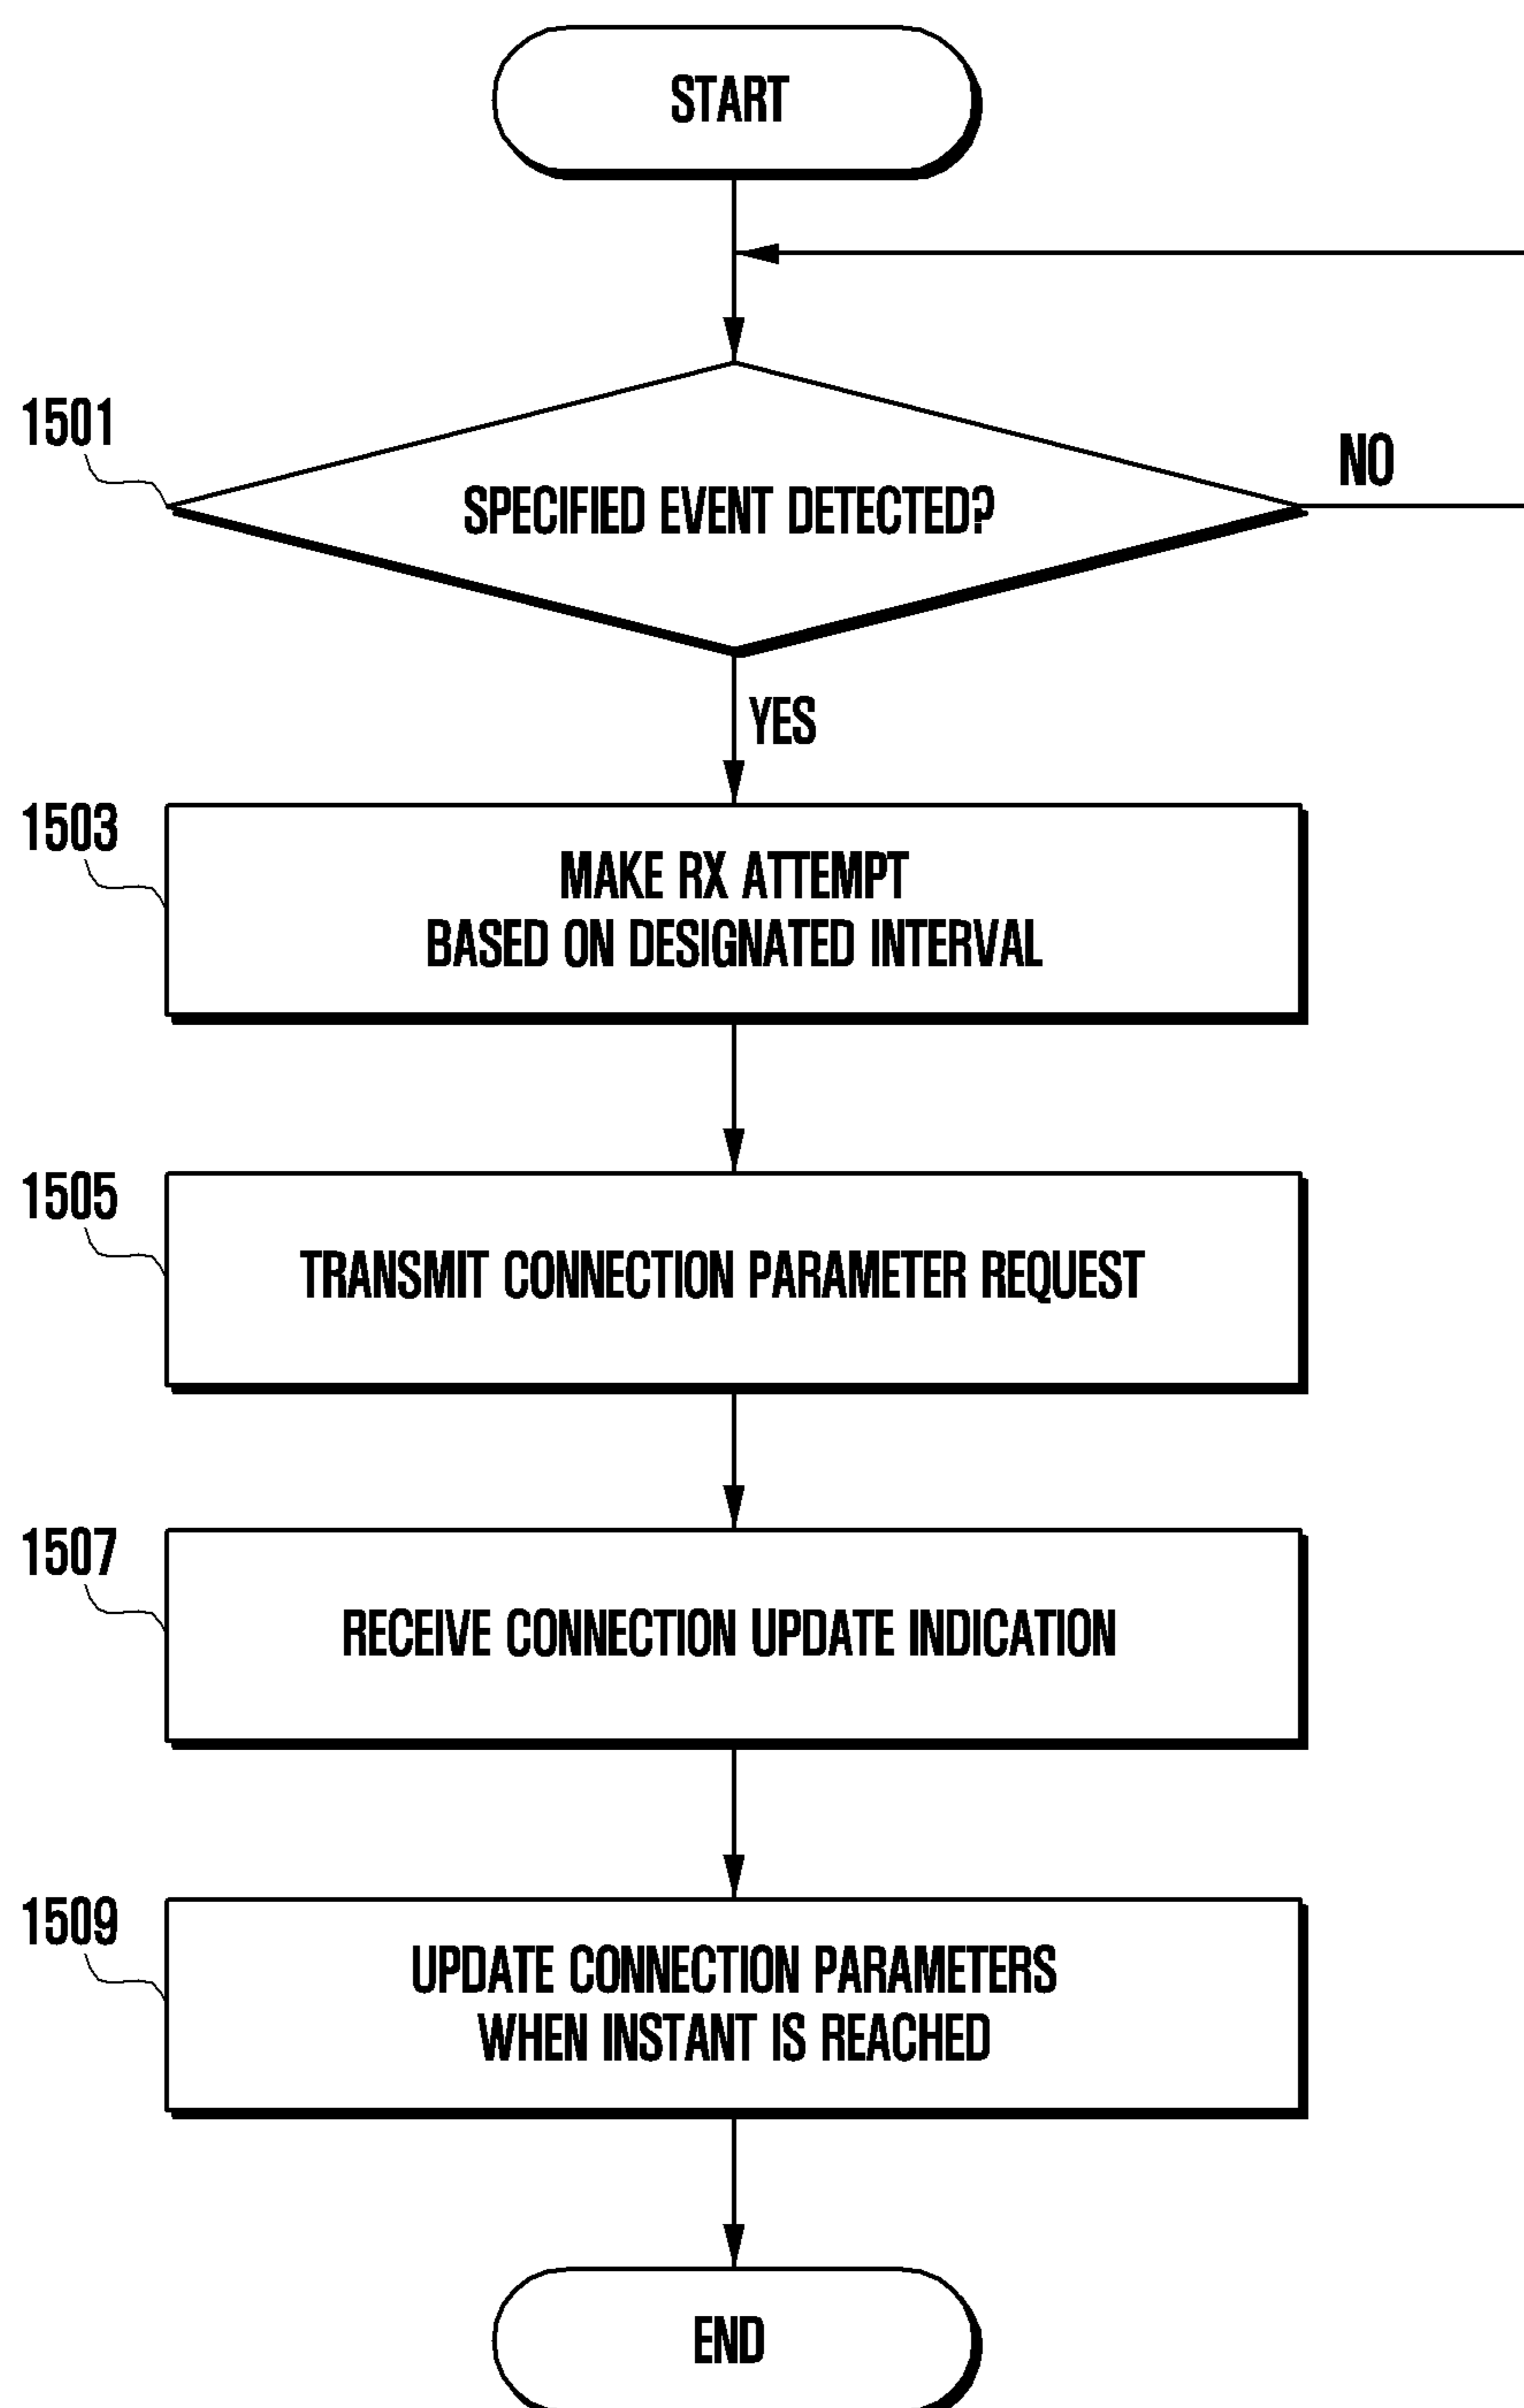 START
1501
SPECIFIED EVENT DETECTED?
NO
YES
1503
MAKE RX ATTEMPT
BASED ON DESIGNATED INTERVAL
1505
TRANSMIT CONNECTION PARAMETER REQUEST
1507
RECEIVE CONNECTION UPDATE INDICATION
1509
UPDATE CONNECTION PARAMETERS
WHEN INSTANT IS REACHED
END